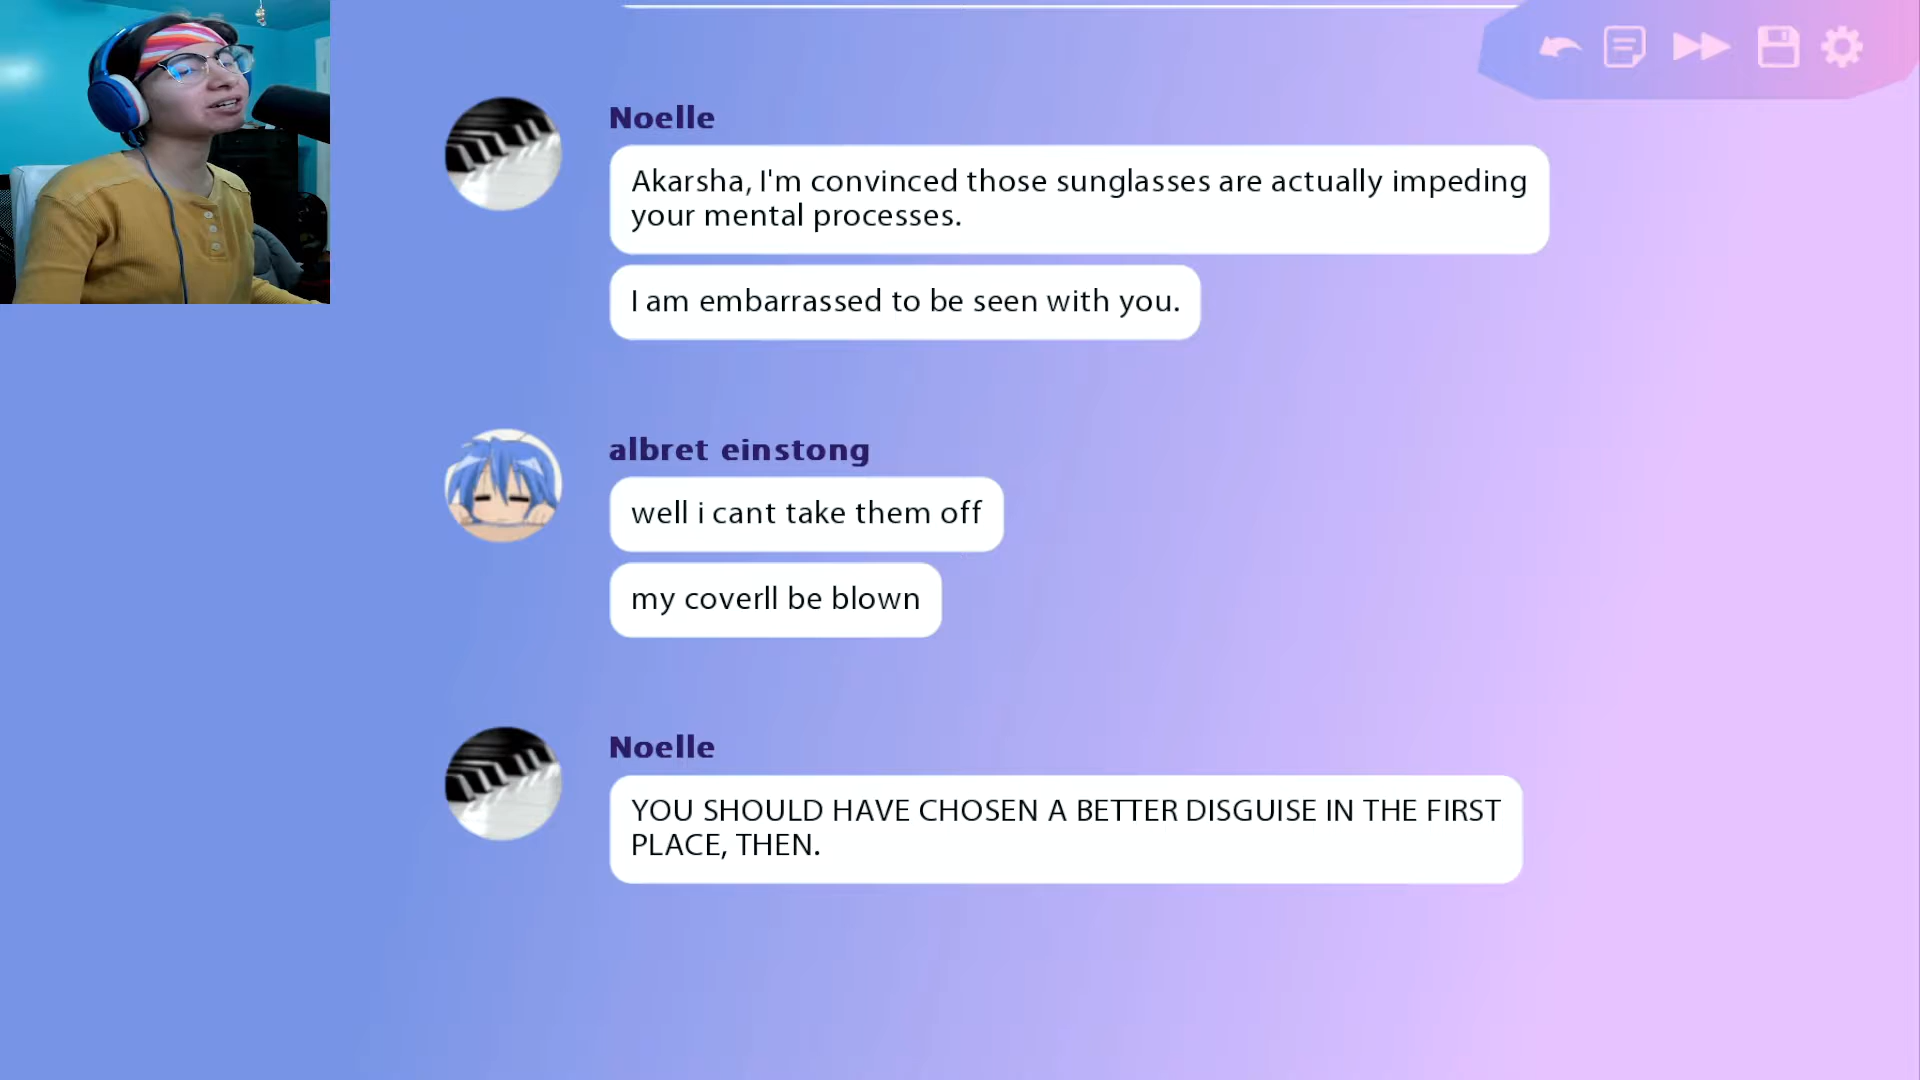 Noelle
Akarsha, I'm convinced those sunglasses are actually impeding
your mental processes.
I am embarrassed to be seen with you.
albret einstong
well i cant take them off
my coverll be blown
Noelle
YOU SHOULD HAVE CHOSEN A BETTER DISGUISE IN THE FIRST
PLACE, THEN.